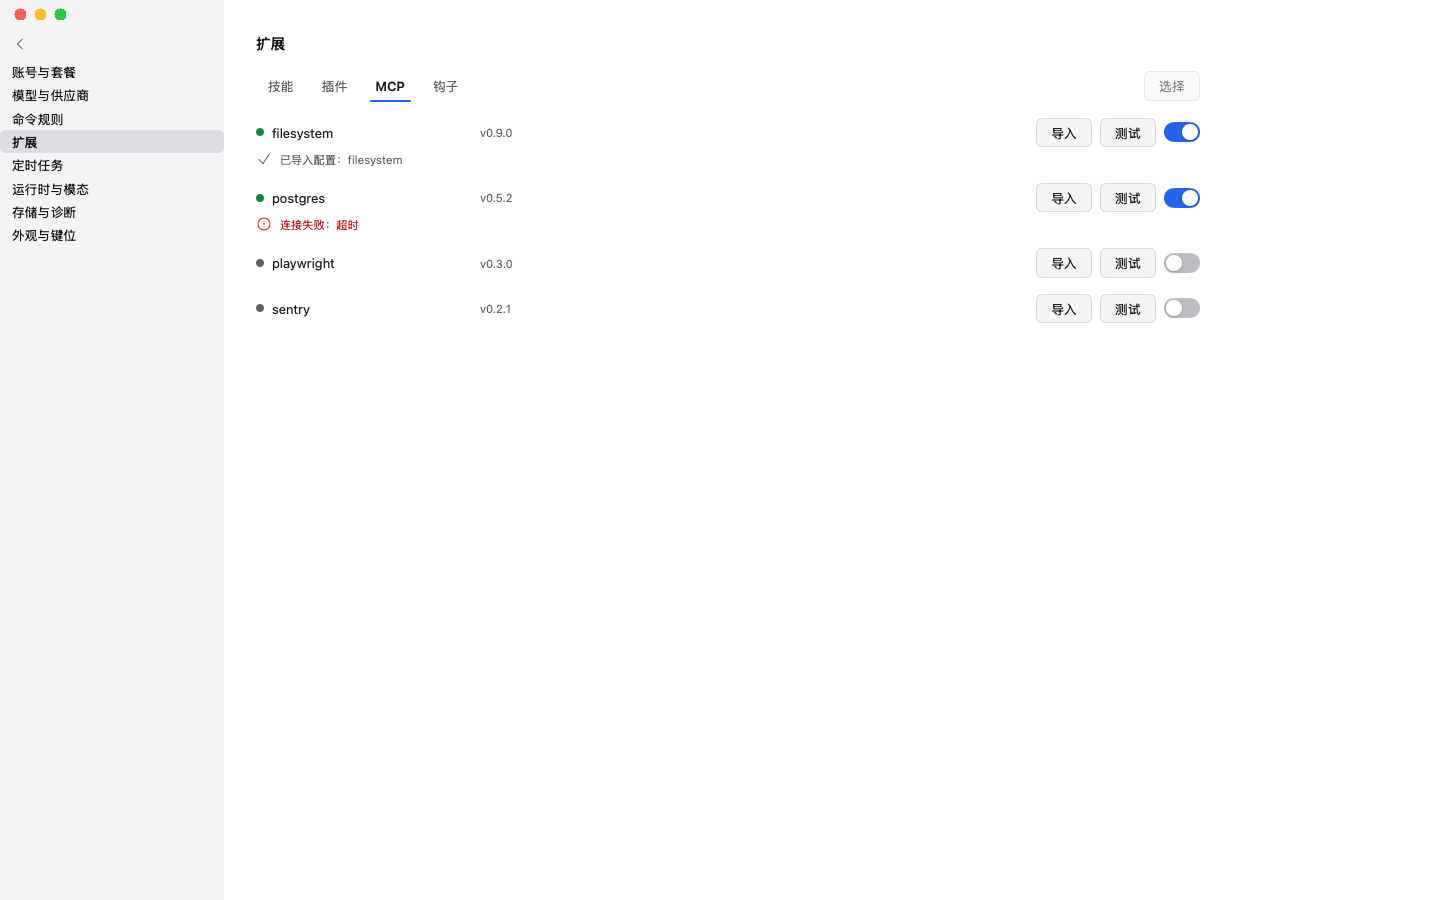 账号与套餐
模型与供应商
命令规则
扩展
定时任务
运行时与模态
存储与诊断
外观与键位
扩展
技能 插件 MCP 钩子 选择
filesystem v0.9.0 导入 测试
已导入配置：filesystem
postgres v0.5.2 导入 测试
连接失败：超时
playwright v0.3.0 导入 测试
sentry v0.2.1 导入 测试